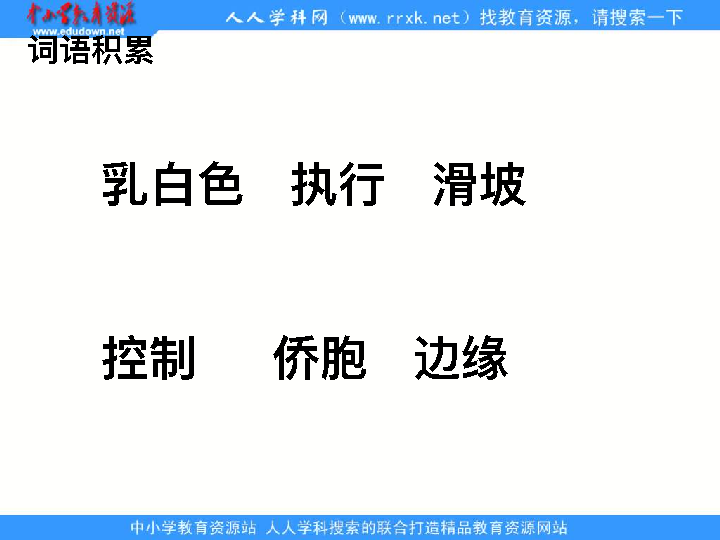 中小学教育资源
www.edudown.net
人人学科网（www.rrxk.net）找教育资源，请搜索一下
词语积累
乳白色 执行 滑坡
控制 侨胞 边缘
中小学教育资源站 人人学科搜索的联合打造精品教育资源网站